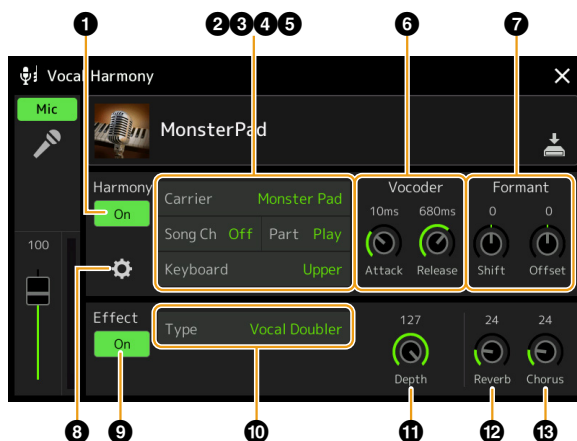 1 2 3 4 5 6 7
Vocal Harmony
Mic
MonsterPad
Harmony
On
Carrier Monster Pad
Song Ch Off Part Play
Keyboard Upper
Vocoder
10ms 680ms
Attack Release
Formant
0 0
Shift Offset
100
Effect
On
Type Vocal Doubler
127
Depth
24 24
Reverb Chorus
8 9 10 11 12 13